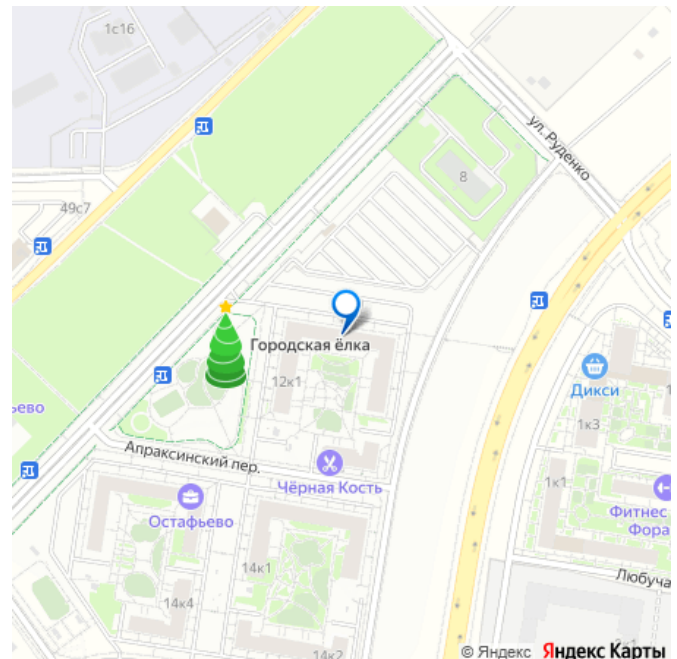 1с16
ул. Руденко
8
49с7
Городская ёлка
12к1
Дикси
1к3
ьево
Апраксинский пер.
Чёрная Кость
1к1
Остафьево
Фитнес
Фора
14к1
Любуча
14к4
14к2
© Яндекс Яндекс Карты